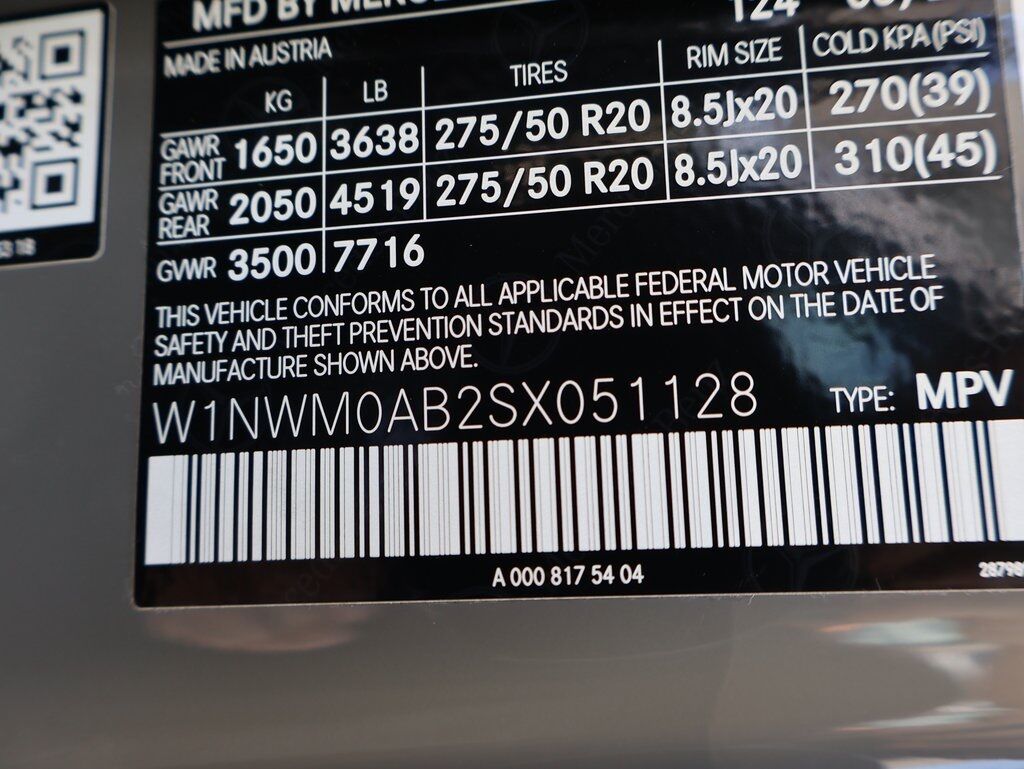 MFD BY
124
MADE IN AUSTRIA
KG LB TIRES RIM SIZE COLD KPA(PSI)
GAWR FRONT 1650 3638 275/50 R20 8.5Jx20 270(39)
GAWR REAR 2050 4519 275/50 R20 8.5Jx20 310(45)
GVWR 3500 7716
THIS VEHICLE CONFORMS TO ALL APPLICABLE FEDERAL MOTOR VEHICLE
SAFETY AND THEFT PREVENTION STANDARDS IN EFFECT ON THE DATE OF
MANUFACTURE SHOWN ABOVE.
W1NWM0AB2SX051128 TYPE: MPV
A 000 817 54 04